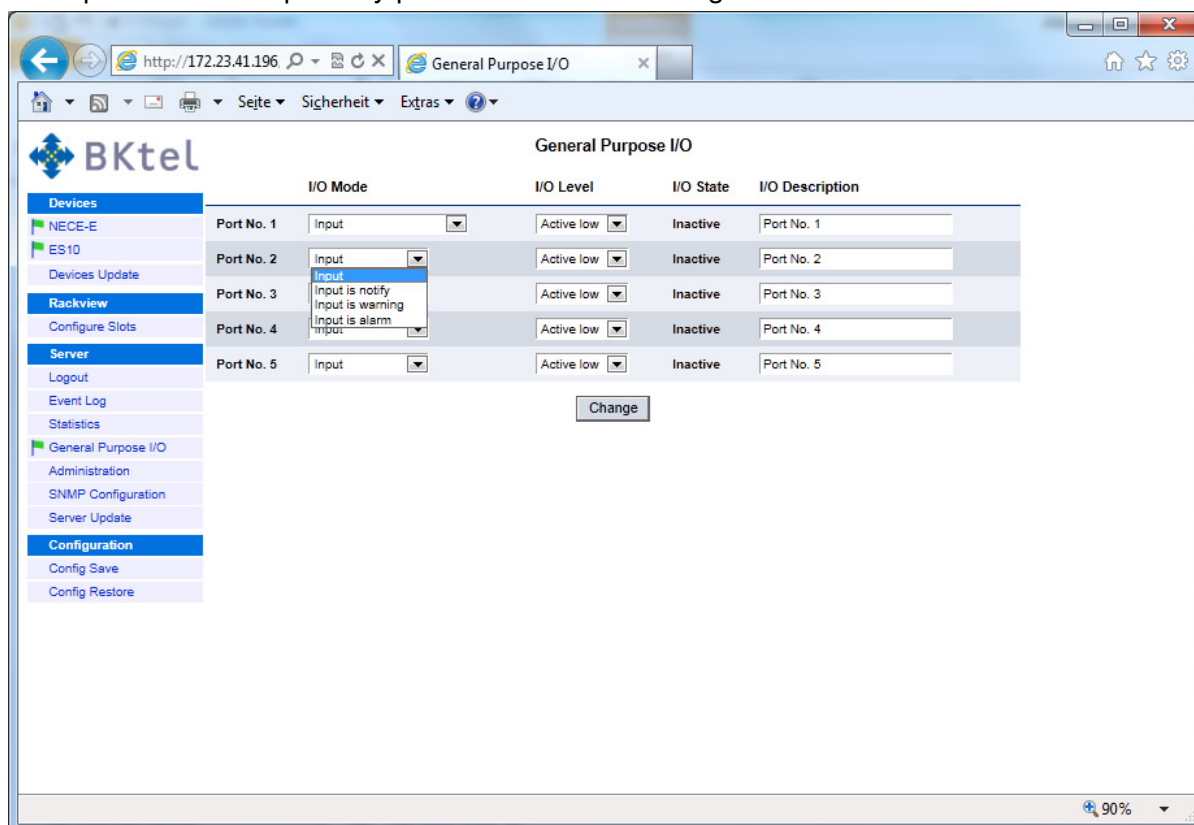 http://172.23.41.196
General Purpose I/O
Seite Sicherheit Extras
BKtel
General Purpose I/O
I/O Mode I/O Level I/O State I/O Description
Devices
NECE-E
ES10
Devices Update
Rackview
Configure Slots
Server
Logout
Event Log
Statistics
General Purpose I/O
Administration
SNMP Configuration
Server Update
Configuration
Config Save
Config Restore
Port No. 1 Input Active low Inactive Port No. 1
Port No. 2 Input Active low Inactive Port No. 2
Input
Input is notify
Input is warning
Input is alarm
Port No. 3 Active low Inactive Port No. 3
Port No. 4 Input Active low Inactive Port No. 4
Port No. 5 Input Active low Inactive Port No. 5
Change
90%